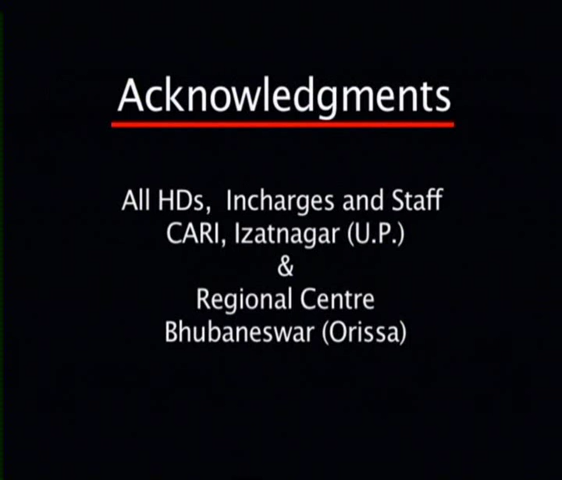 Acknowledgments
All HDs, Incharges and Staff
CARI, Izatnagar (U.P.)
&
Regional Centre
Bhubaneswar (Orissa)